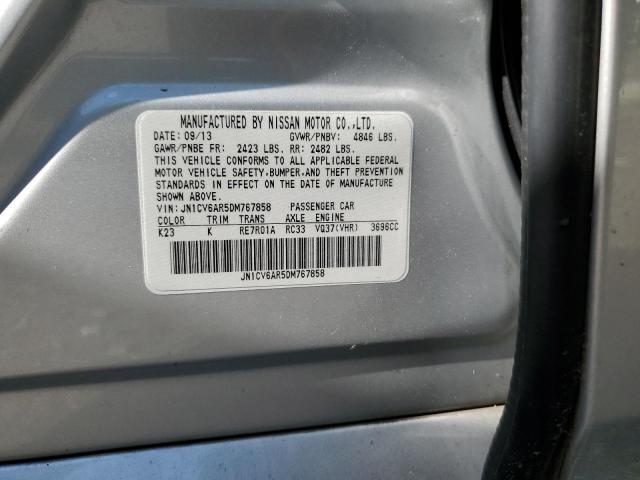 MANUFACTURED BY NISSAN MOTOR CO.,LTD.
DATE: 09/13 GVWR/PNBV: 4846 LBS.
GAWR/PNBE FR: 2423 LBS. RR: 2482 LBS.
THIS VEHICLE CONFORMS TO ALL APPLICABLE FEDERAL
MOTOR VEHICLE SAFETY,BUMPER,AND THEFT PREVENTION
STANDARDS IN EFFECT ON THE DATE OF MANUFACTURE
SHOWN ABOVE.
VIN: JN1CV6AR5DM767858 PASSENGER CAR
COLOR TRIM TRANS AXLE ENGINE
K23 K RE7R01A RC33 VQ37(VHR) 3696CC
JN1CV6AR5DM767858